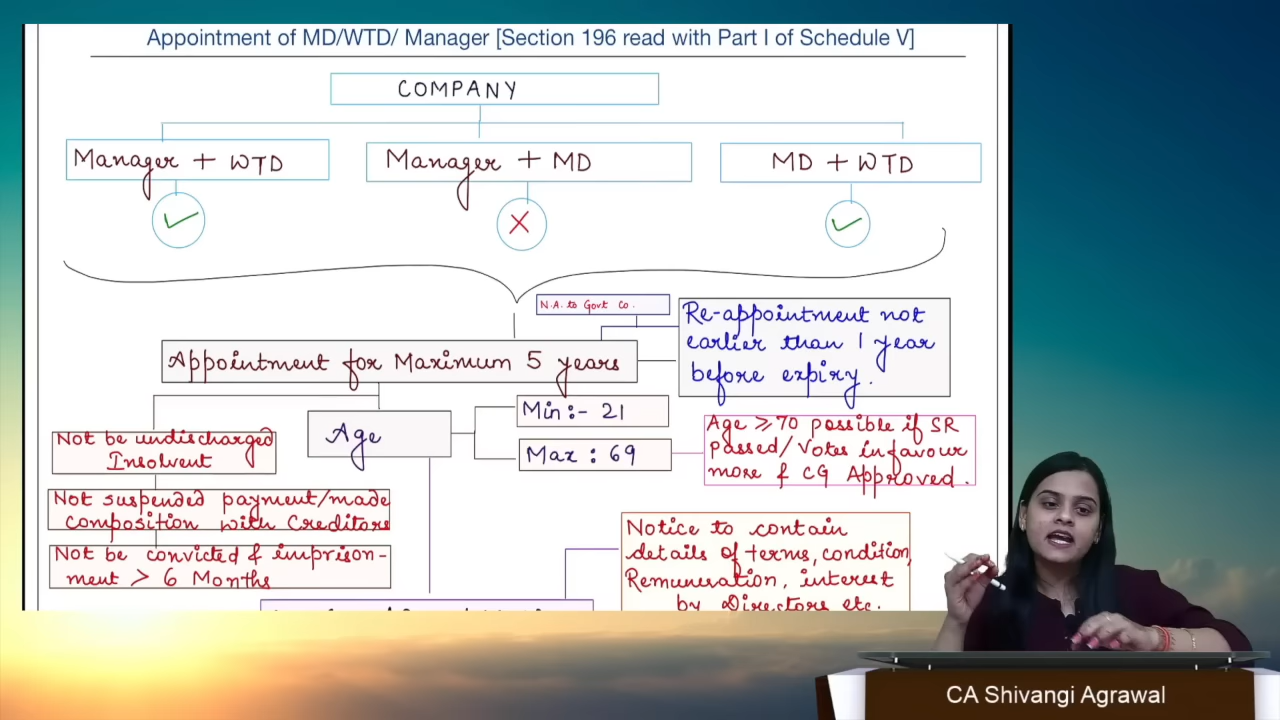 Appointment of MD/WTD/ Manager [Section 196 read with Part I of Schedule V]
COMPANY
Manager + WTD
Manager + MD
MD + WTD
N.A. to Govt Co.
Re-appointment not
earlier than 1 year
before expiry.
Appointment for Maximum 5 years
Age
Min :- 21
Max : 69
Age ≥ 70 possible if SR
Passed/Votes in favour
more & CG Approved.
Not be undischarged
Insolvent
Not suspended payment/made
composition with Creditors
Not be convicted & imprison-
ment > 6 Months
Notice to contain
details of terms, condition,
Remuneration, interest
by Directors etc.
CA Shivangi Agrawal